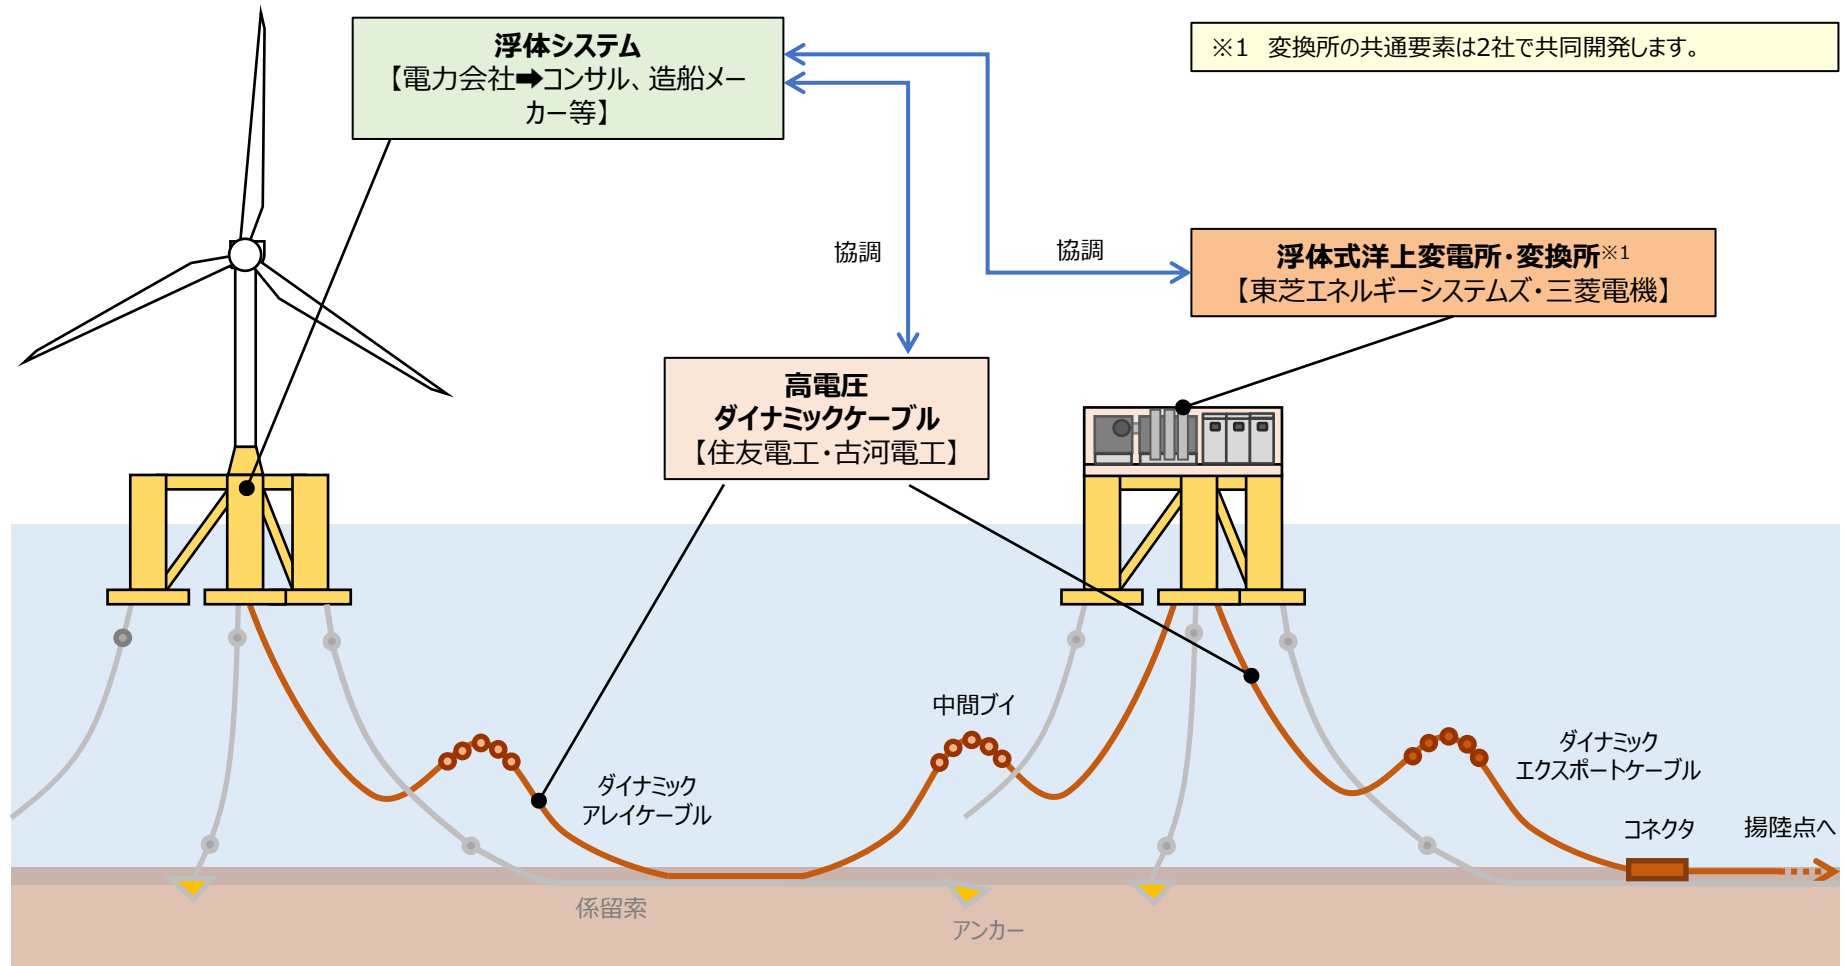 浮体システム
【電力会社➡コンサル、造船メー
カー等】
※1 変換所の共通要素は2社で共同開発します。
協調
協調
浮体式洋上変電所・変換所※1
【東芝エネルギーシステムズ・三菱電機】
高電圧
ダイナミックケーブル
【住友電工・古河電工】
中間ブイ
ダイナミック
エクスポートケーブル
ダイナミック
アレイケーブル
コネクタ
揚陸点へ
係留索
アンカー